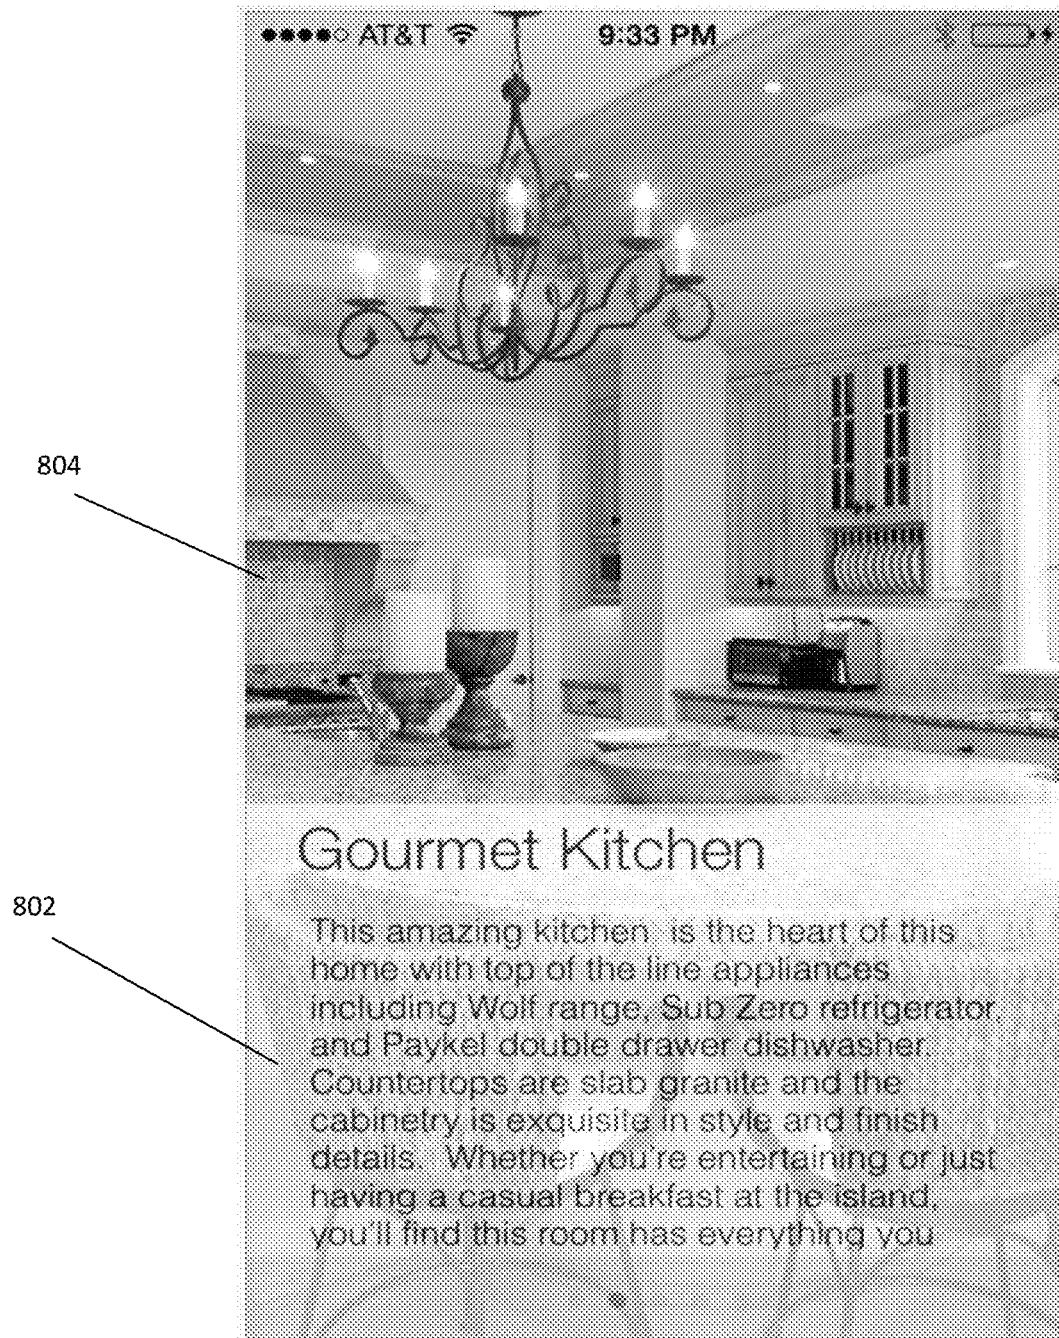 AT&T 9:33 PM
804
Gourmet Kitchen
802
This amazing kitchen is the heart of this
home with top of the line appliances
including Wolf range, Sub Zero refrigerator,
and Paykel double drawer dishwasher.
Countertops are slab granite and the
cabinetry is exquisite in style and finish
details. Whether you're entertaining or just
having a casual breakfast at the island,
you'll find this room has everything you